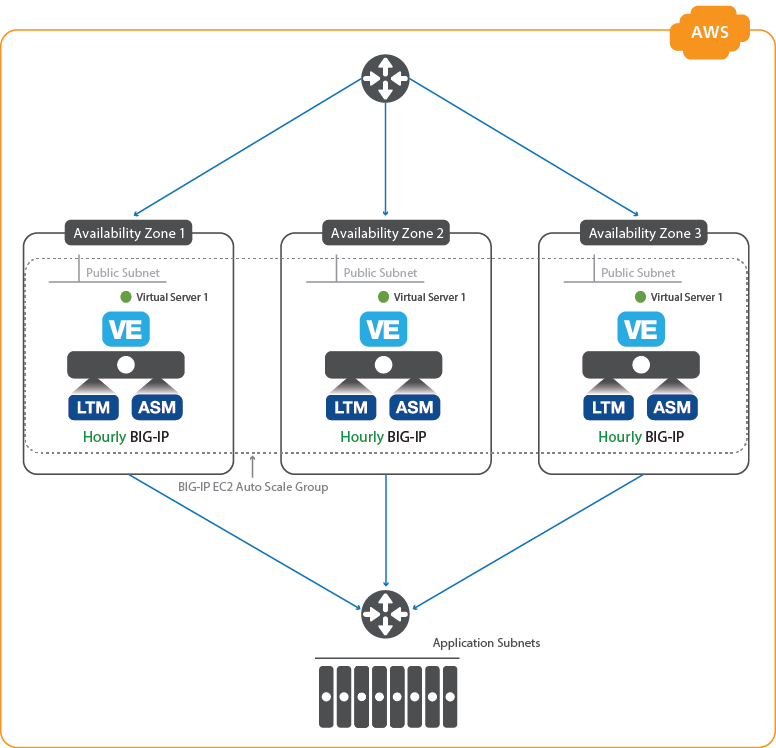 AWS
Availability Zone 1
Availability Zone 2
Availability Zone 3
Public Subnet
Public Subnet
Public Subnet
Virtual Server 1
Virtual Server 1
Virtual Server 1
VE
VE
VE
LTM ASM
LTM ASM
LTM ASM
Hourly BIG-IP
Hourly BIG-IP
Hourly BIG-IP
BIG-IP EC2 Auto Scale Group
Application Subnets